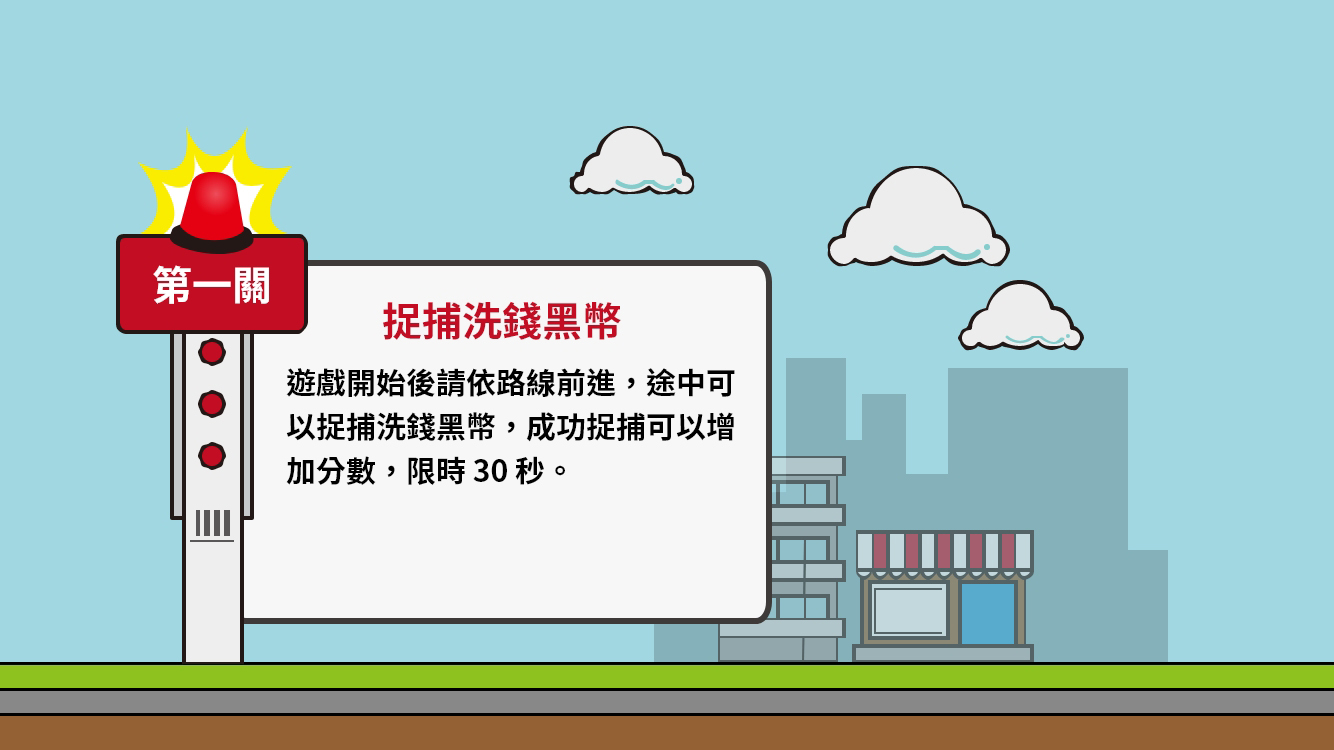 第一關
捉捕洗錢黑幣
遊戲開始後請依路線前進，途中可
以捉捕洗錢黑幣，成功捉捕可以增
加分數，限時 30 秒。